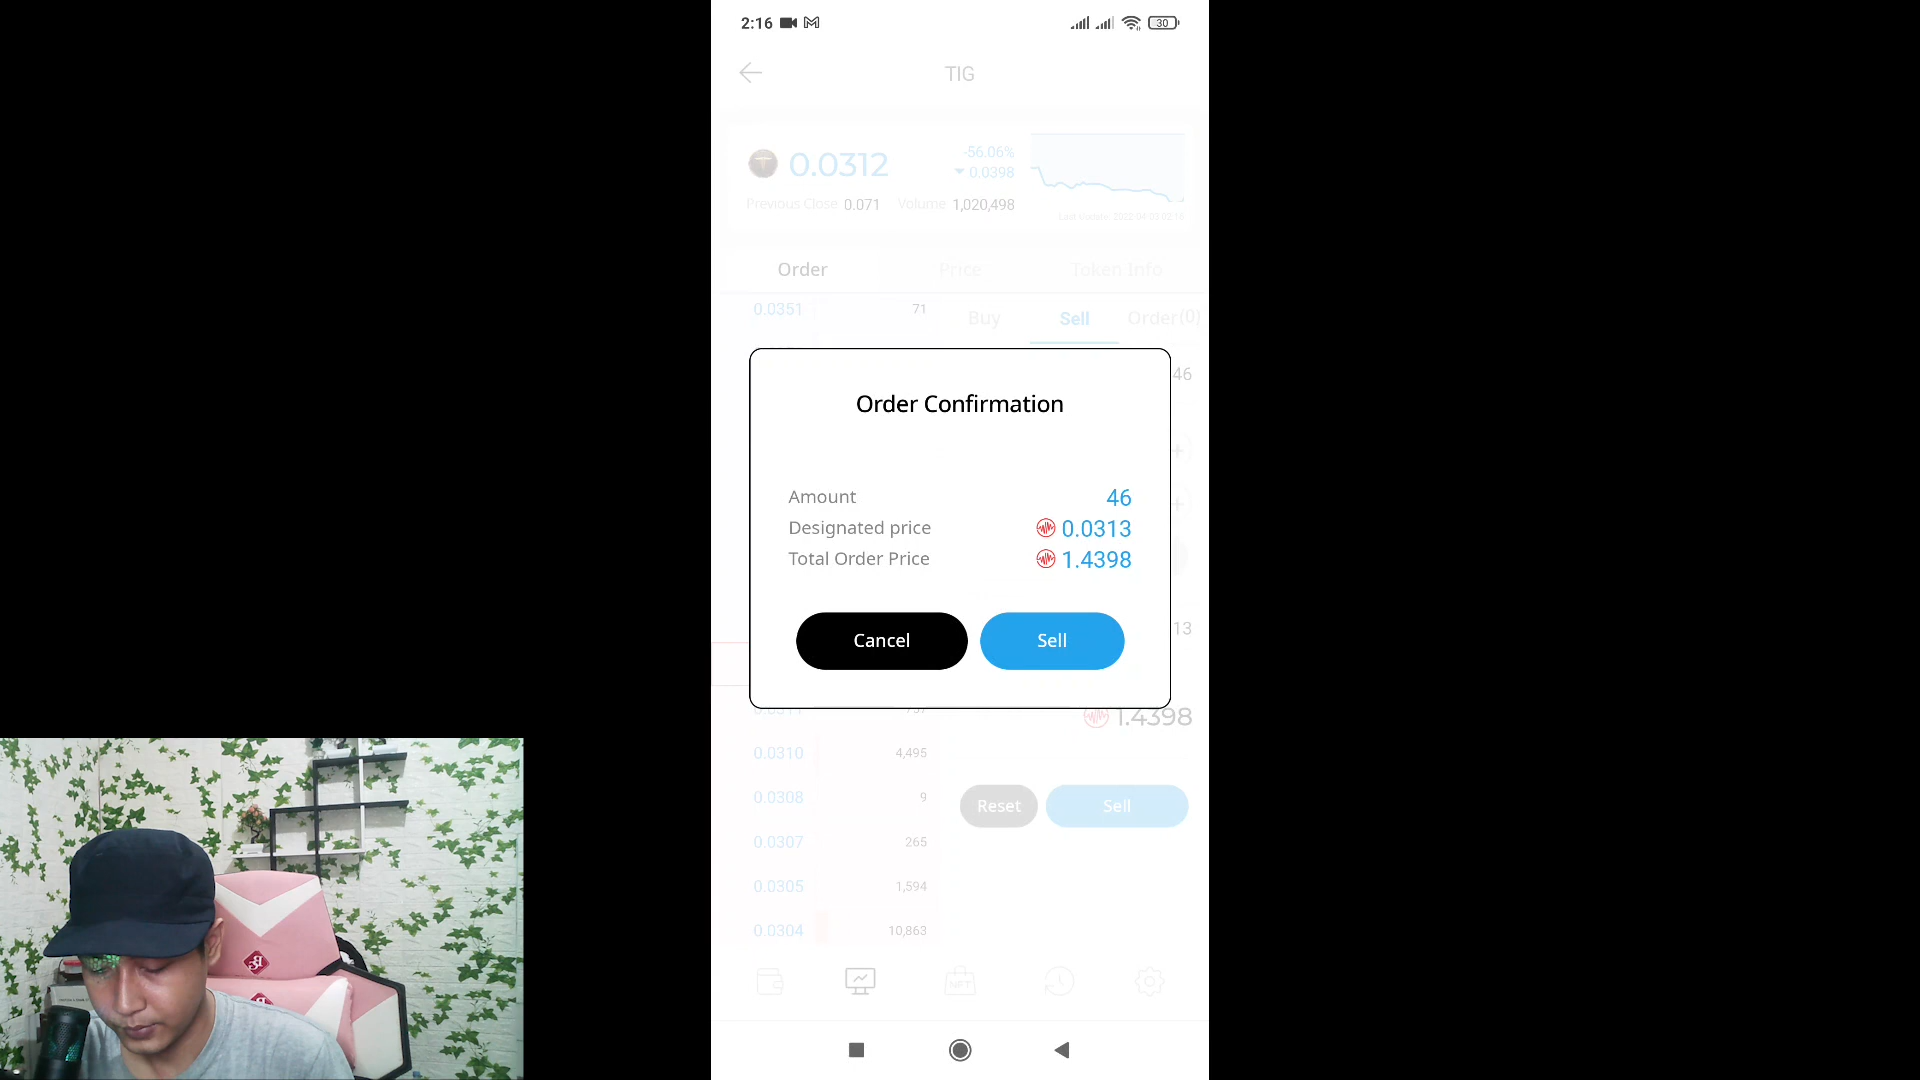 2:16
30
TIG
0.0312
-56.06%
0.0398
Previous Close 0.071 Volume 1,020,498
Order Price Token Info
0.0351 71
Buy Sell Order(0)
46
Order Confirmation
Amount 46
Designated price 0.0313
Total Order Price 1.4398
Cancel Sell
13
1.4398
0.0310 4,495
0.0308 9
Reset Sell
0.0307 265
0.0305 1,594
0.0304 10,863
NFT